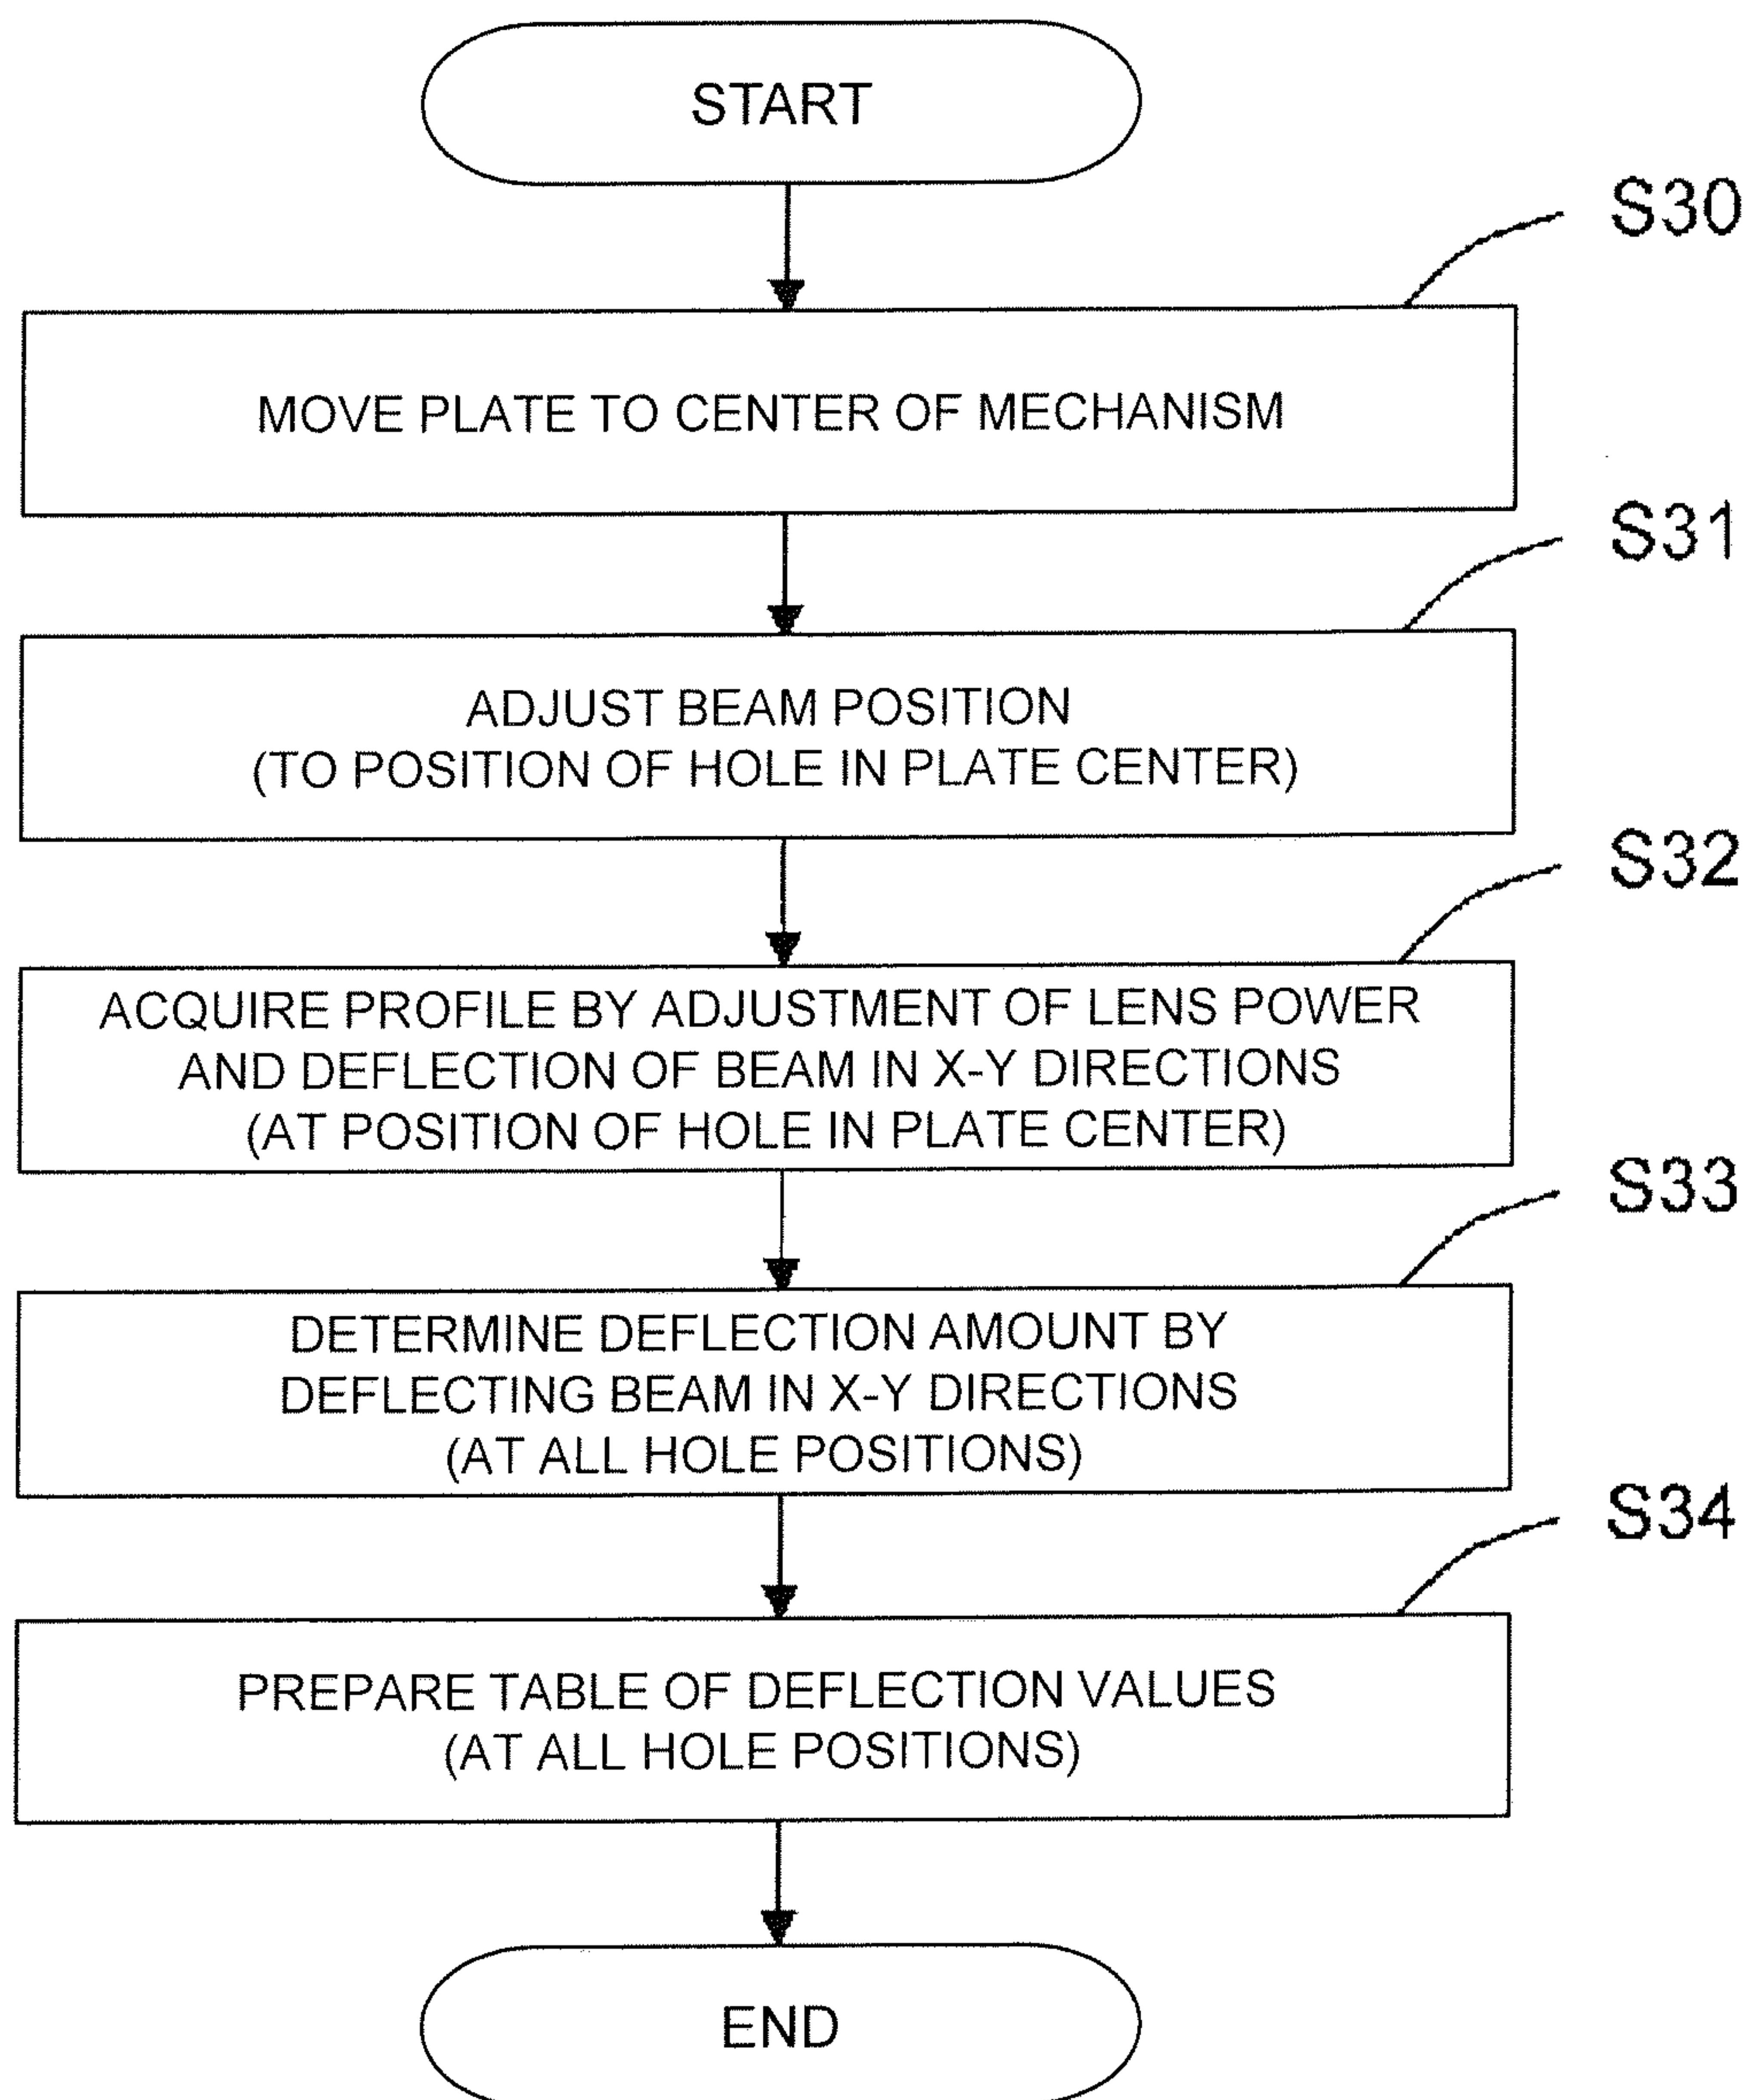 START
S30
MOVE PLATE TO CENTER OF MECHANISM
S31
ADJUST BEAM POSITION
(TO POSITION OF HOLE IN PLATE CENTER)
S32
ACQUIRE PROFILE BY ADJUSTMENT OF LENS POWER
AND DEFLECTION OF BEAM IN X-Y DIRECTIONS
(AT POSITION OF HOLE IN PLATE CENTER)
S33
DETERMINE DEFLECTION AMOUNT BY
DEFLECTING BEAM IN X-Y DIRECTIONS
(AT ALL HOLE POSITIONS)
S34
PREPARE TABLE OF DEFLECTION VALUES
(AT ALL HOLE POSITIONS)
END